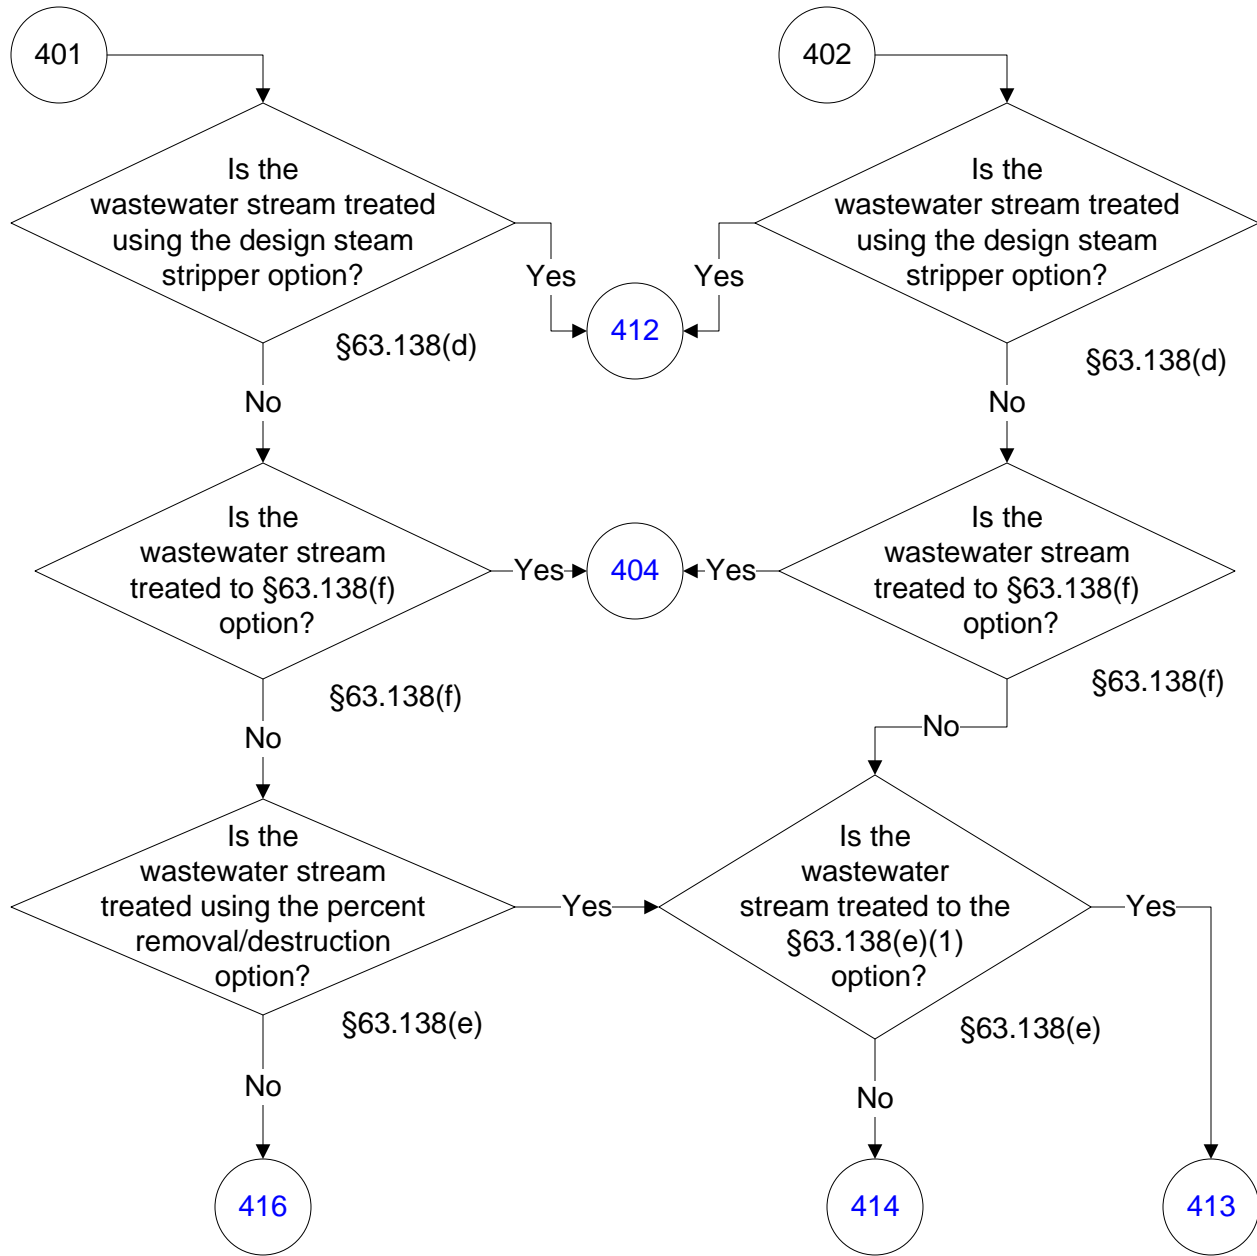 401
402
Is the
wastewater stream treated
using the design steam
stripper option?
Yes
§63.138(d)
No
Is the
wastewater stream treated
using the design steam
stripper option?
Yes
§63.138(d)
No
412
Is the
wastewater stream
treated to §63.138(f)
option?
Yes
§63.138(f)
No
404
Is the
wastewater stream
treated to §63.138(f)
option?
Yes
§63.138(f)
No
Is the
wastewater stream
treated using the percent
removal/destruction
option?
Yes
§63.138(e)
No
Is the
wastewater
stream treated to the
§63.138(e)(1)
option?
Yes
§63.138(e)
No
416
414
413